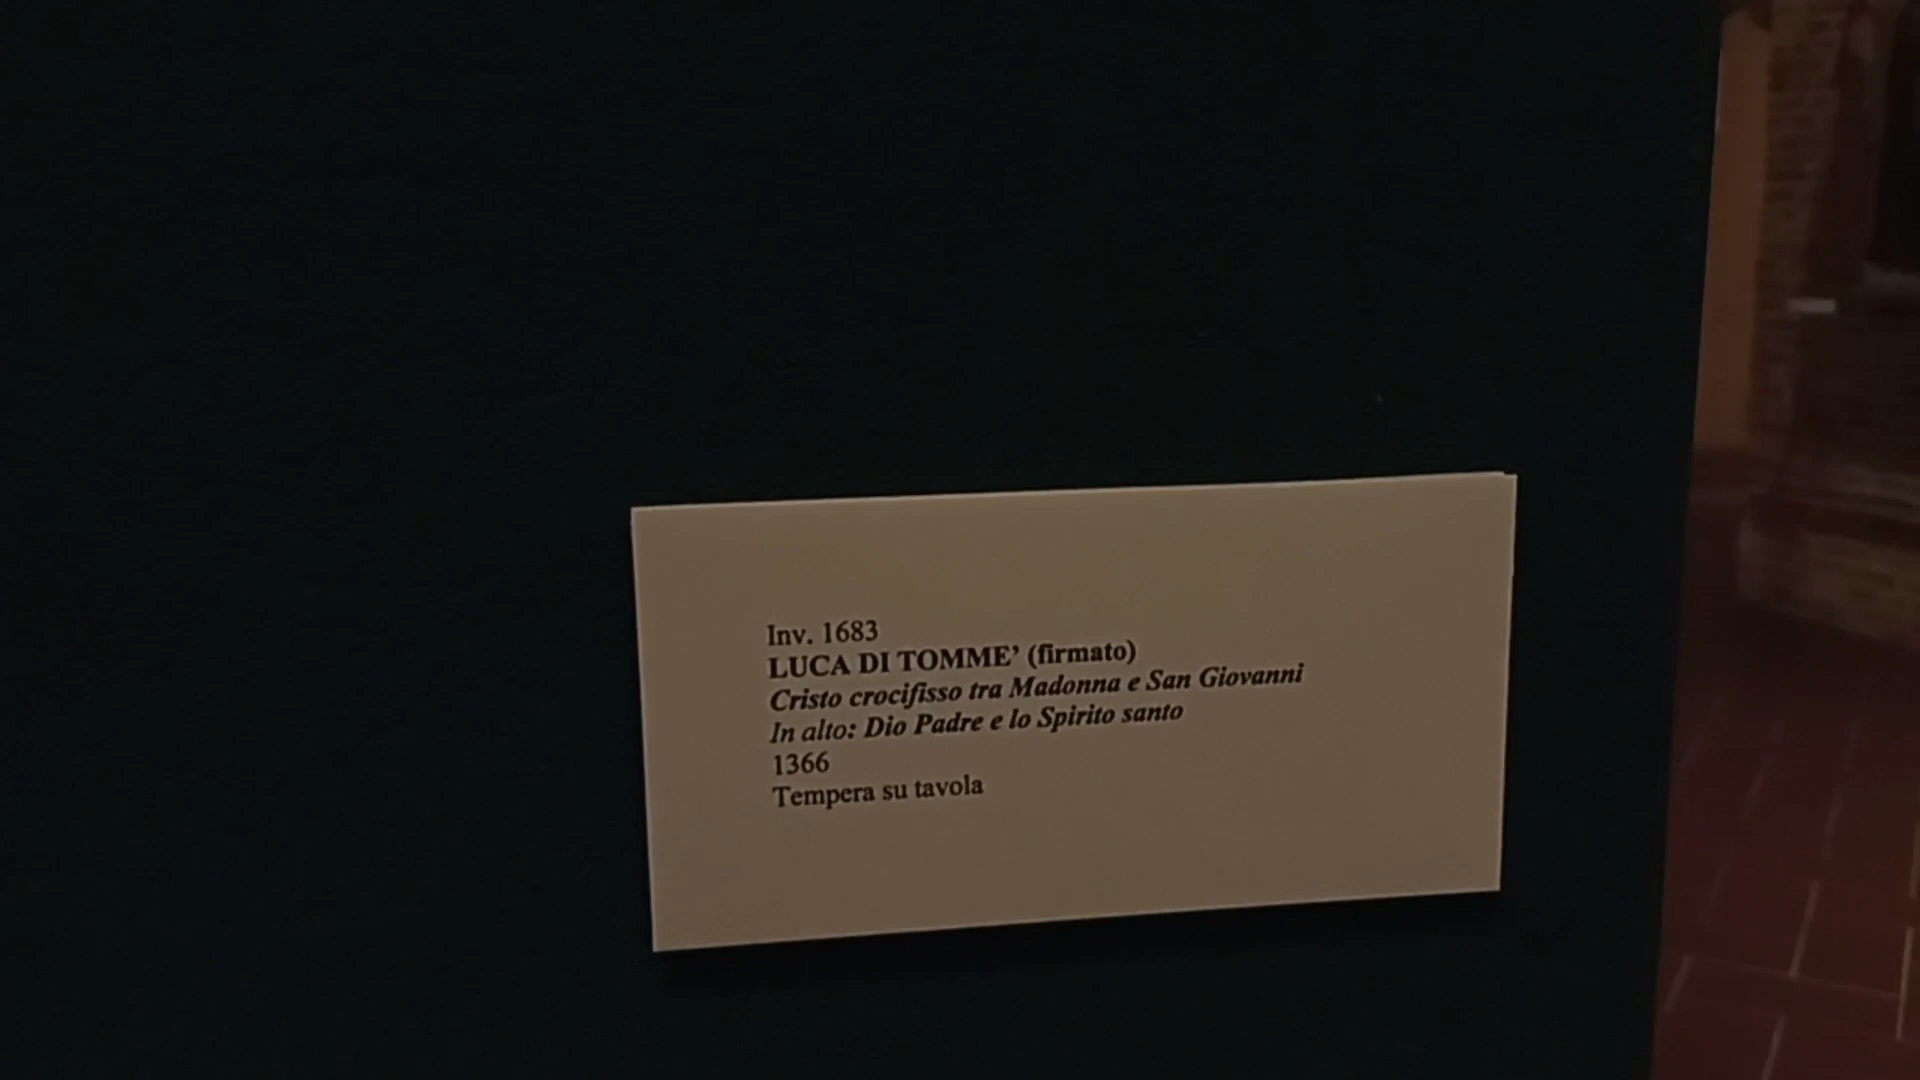 Inv. 1683
LUCA DI TOMME’ (firmato)
Cristo crocifisso tra Madonna e San Giovanni
In alto: Dio Padre e lo Spirito santo
1366
Tempera su tavola